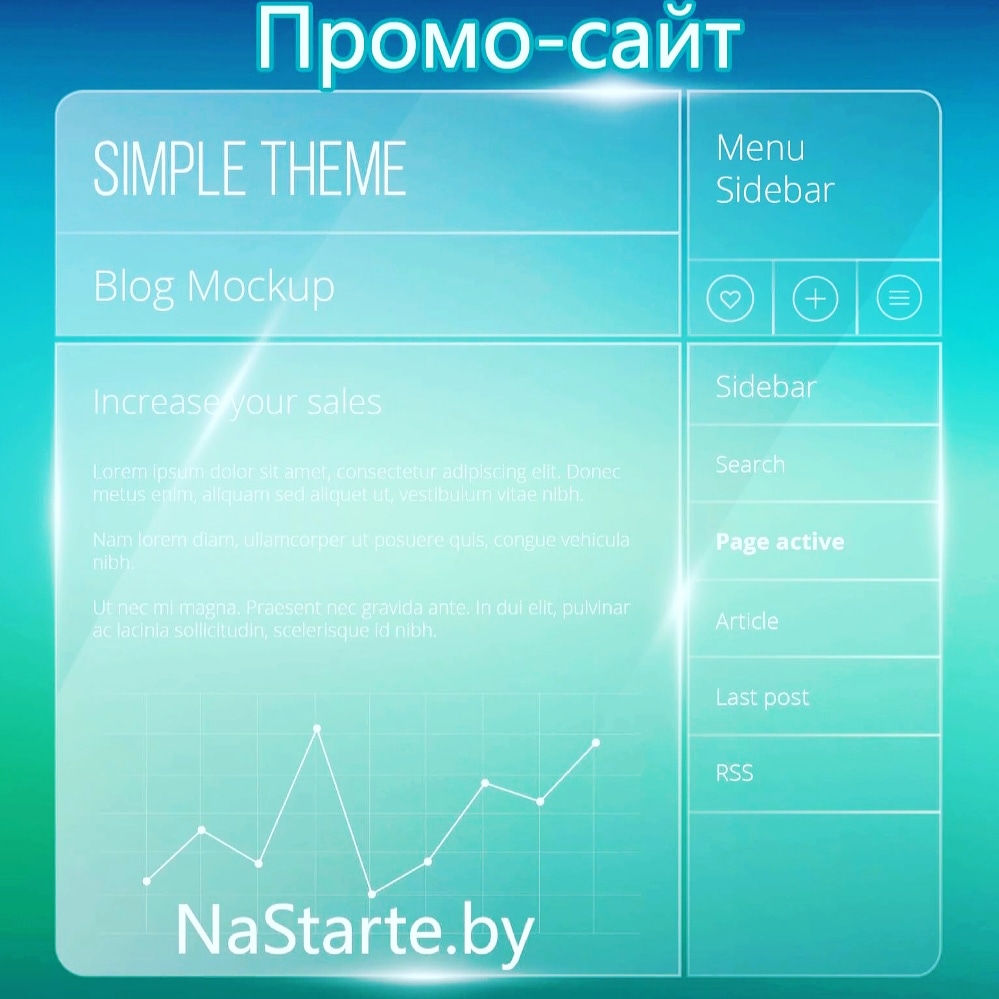 Промо-сайт
SIMPLE THEME
Blog Mockup
Menu
Sidebar
Increase your sales
Lorem ipsum dolor sit amet, consectetur adipiscing elit. Donec
metus enim, aliquam sed aliquet ut, vestibulum vitae nibh.
Nam lorem diam, ullamcorper ut posuere quis, congue vehicula
nibh.
Ut nec mi magna. Praesent nec gravida ante. In dui elit, pulvinar
ac lacinia sollicitudin, scelerisque id nibh.
Sidebar
Search
Page active
Article
Last post
RSS
NaStarte.by